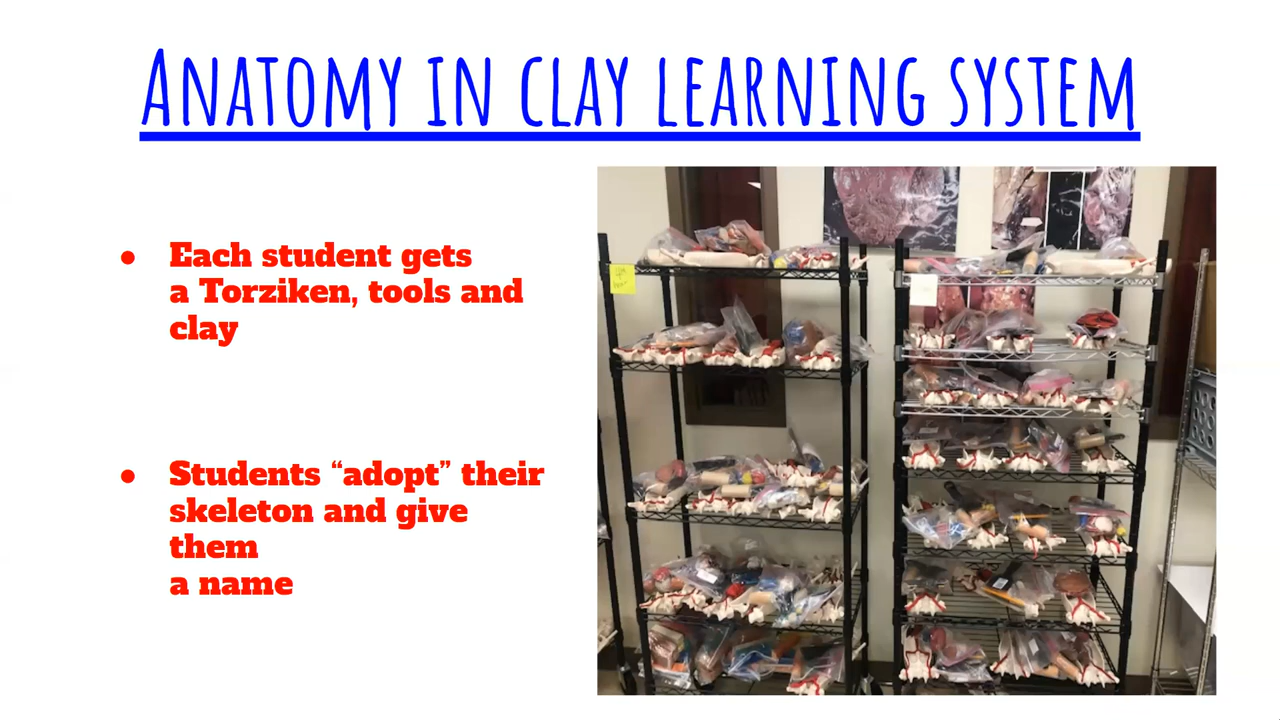 Anatomy in clay learning system
● Each student gets
a Torziken, tools and
clay
● Students “adopt” their
skeleton and give
them
a name